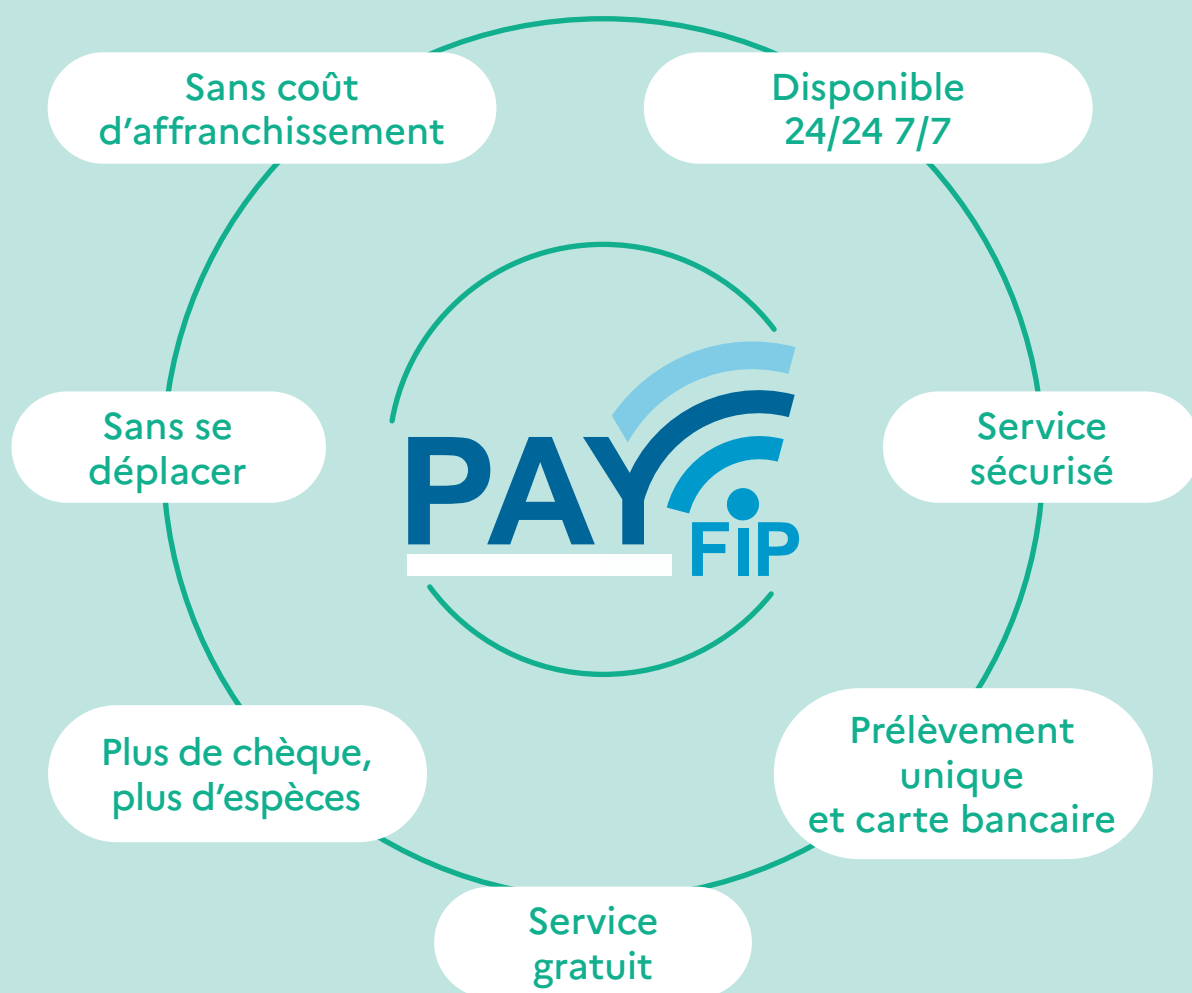 Sans coût
d’affranchissement
Disponible
24/24 7/7
Sans se
déplacer
PAY
FiP
Service
sécurisé
Plus de chèque,
plus d’espèces
Prélèvement
unique
et carte bancaire
Service
gratuit